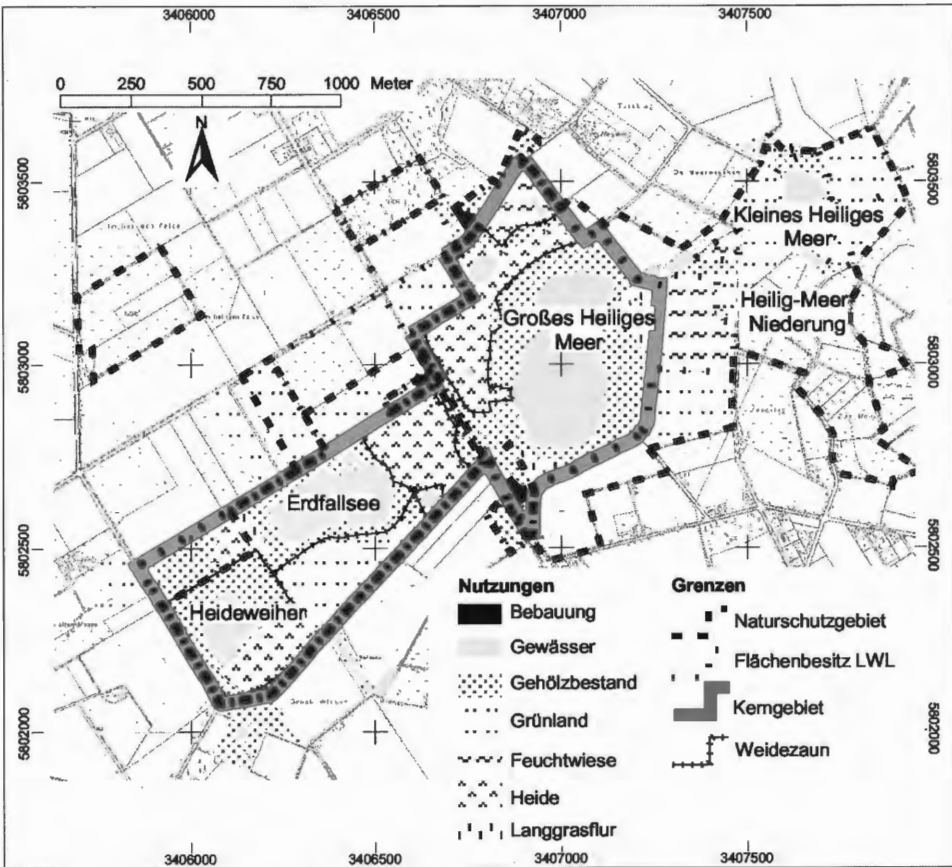 3406000 3406500 3407000 3407500
0 250 500 750 1000 Meter
N
5803500
5803500
Kleines Heiliges
Meer
Großes Heiliges
Meer
Heilig-Meer
Niederung
5803000
5803000
Erdfallsee
5802500
5802500
Heideweiher
Nutzungen
Bebauung
Gewässer
Gehölzbestand
Grünland
Feuchtwiese
Heide
Langgrasflur
Grenzen
Naturschutzgebiet
Flächenbesitz LWL
Kerngebiet
Weidezaun
5802000
5802000
3406000 3406500 3407000 3407500